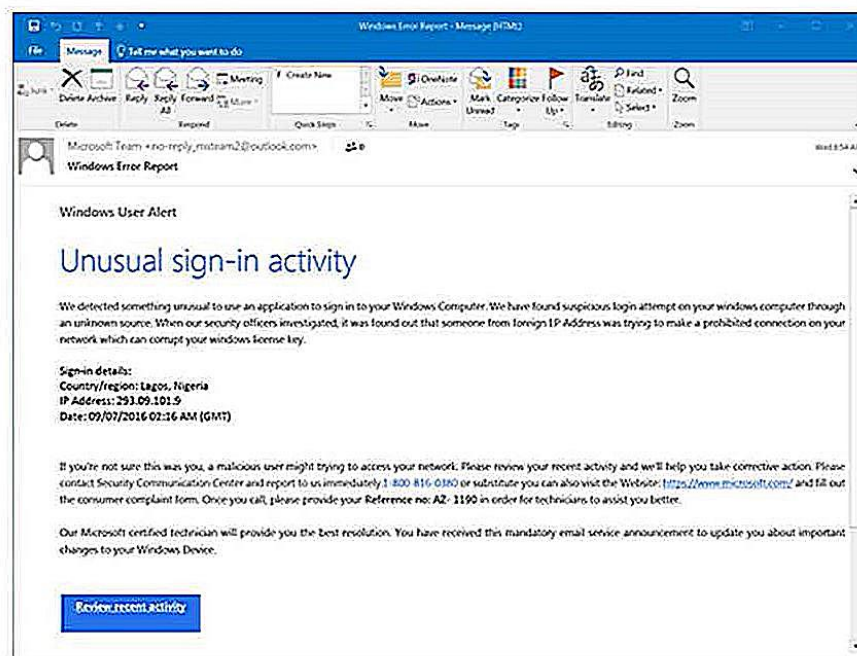 Windows Error Report - Message (HTML)
File Message Tell me what you want to do
Delete Archive Reply Reply All Forward Meeting More Create New Move OneNote Actions Mark Unread Categorize Follow Up Translate Find Related Select Zoom
Delete Respond Quick Steps Move Tags Editing Zoom
Microsoft Team <no-reply_msteam2@outlook.com> 0
Windows Error Report
Windows User Alert
Unusual sign-in activity
We detected something unusual to use an application to sign in to your Windows Computer. We have found suspicious login attempt on your windows computer through
an unknown source. When our security officers investigated, it was found out that someone from foreign I.P Address was trying to make a prohibited connection on your
network which can corrupt your windows license key.
Sign-in details:
Country/region: Lagos, Nigeria
IP Address: 293.09.101.9
Date: 09/07/2016 02:16 AM (GMT)
If you're not sure this was you, a malicious user might trying to access your network. Please review your recent activity and we'll help you take corrective action. Please
contact Security Communication Center and report to us immediately.1-800-816-0380 or substitute you can also visit the Website: https://www.microsoft.com/ and fill out
the consumer complaint form. Once you call, please provide your Reference no: AZ- 1190 in order for technicians to assist you better.
Our Microsoft certified technician will provide you the best resolution. You have received this mandatory email service announcement to update you about important
changes to your Windows Device.
Review recent activity